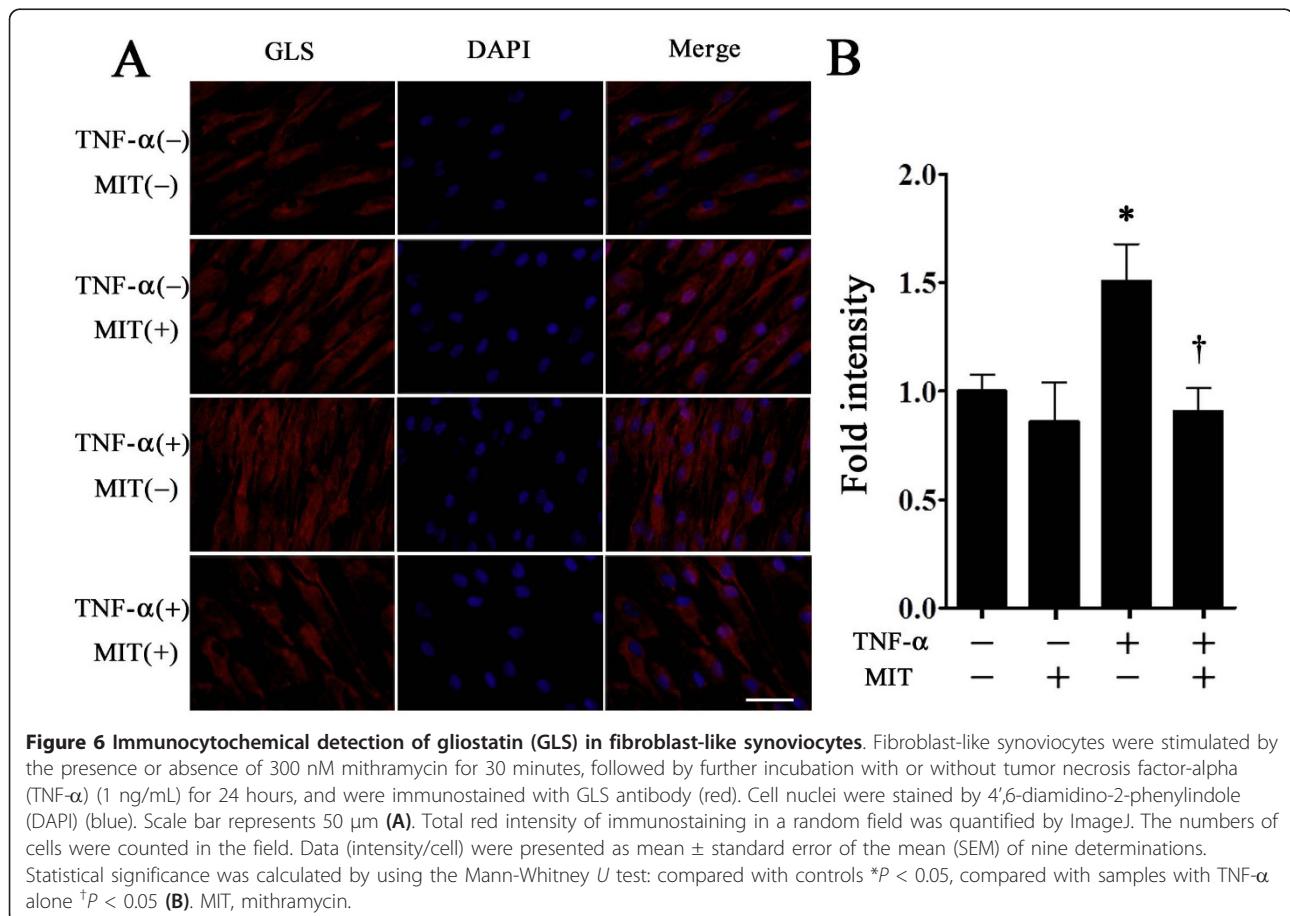 A
GLS DAPI Merge
TNF-α(−)
MIT(−)
TNF-α(−)
MIT(+)
TNF-α(+)
MIT(−)
TNF-α(+)
MIT(+)
B
Fold intensity
2.0
1.5
1.0
0.5
0.0
*
†
TNF-α − − + +
MIT − + − +
Figure 6 Immunocytochemical detection of gliostatin (GLS) in fibroblast-like synoviocytes. Fibroblast-like synoviocytes were stimulated by
the presence or absence of 300 nM mithramycin for 30 minutes, followed by further incubation with or without tumor necrosis factor-alpha
(TNF-α) (1 ng/mL) for 24 hours, and were immunostained with GLS antibody (red). Cell nuclei were stained by 4′,6-diamidino-2-phenylindole
(DAPI) (blue). Scale bar represents 50 μm (A). Total red intensity of immunostaining in a random field was quantified by ImageJ. The numbers of
cells were counted in the field. Data (intensity/cell) were presented as mean ± standard error of the mean (SEM) of nine determinations.
Statistical significance was calculated by using the Mann-Whitney U test: compared with controls *P < 0.05, compared with samples with TNF-α
alone †P < 0.05 (B). MIT, mithramycin.